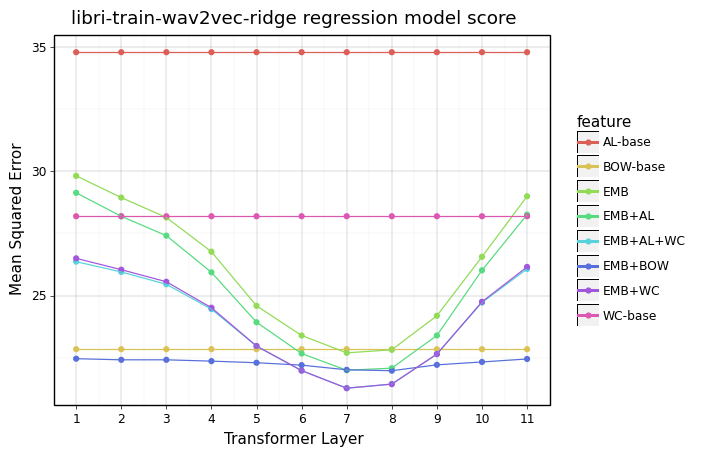 libri-train-wav2vec-ridge regression model score
35
30
25
Mean Squared Error
1 2 3 4 5 6 7 8 9 10 11
Transformer Layer
feature
AL-base
BOW-base
EMB
EMB+AL
EMB+AL+WC
EMB+BOW
EMB+WC
WC-base